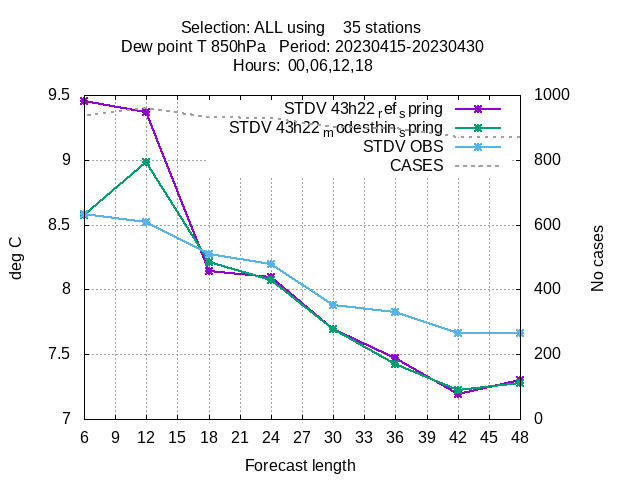 Selection: ALL using    35 stations
Dew point T 850hPa   Period: 20230415-20230430
Hours:  00,06,12,18
STDV 43h22_ref_spring
STDV 43h22_modesthin_spring
STDV OBS
CASES
9.5
9
8.5
8
7.5
7
deg C
1000
800
600
400
200
0
No cases
6 9 12 15 18 21 24 27 30 33 36 39 42 45 48
Forecast length